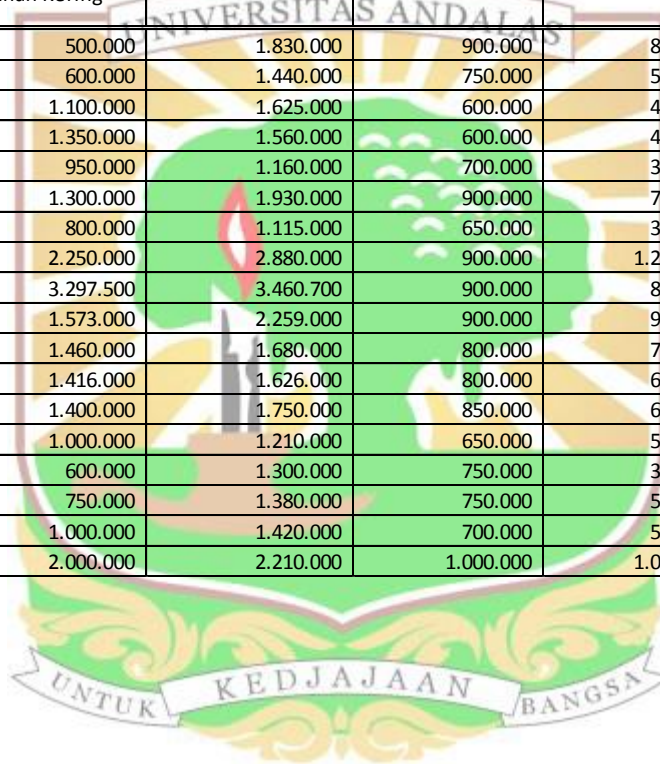 UNIVERSITAS ANDALAS
500.000 1.830.000 900.000 8
600.000 1.440.000 750.000 5
1.100.000 1.625.000 600.000 4
1.350.000 1.560.000 600.000 4
950.000 1.160.000 700.000 3
1.300.000 1.930.000 900.000 7
800.000 1.115.000 650.000 3
2.250.000 2.880.000 900.000 1.2
3.297.500 3.460.700 900.000 8
1.573.000 2.259.000 900.000 9
1.460.000 1.680.000 800.000 7
1.416.000 1.626.000 800.000 6
1.400.000 1.750.000 850.000 6
1.000.000 1.210.000 650.000 5
600.000 1.300.000 750.000 3
750.000 1.380.000 750.000 5
1.000.000 1.420.000 700.000 5
2.000.000 2.210.000 1.000.000 1.0
UNTUK KEDJAJAAN BANGSA